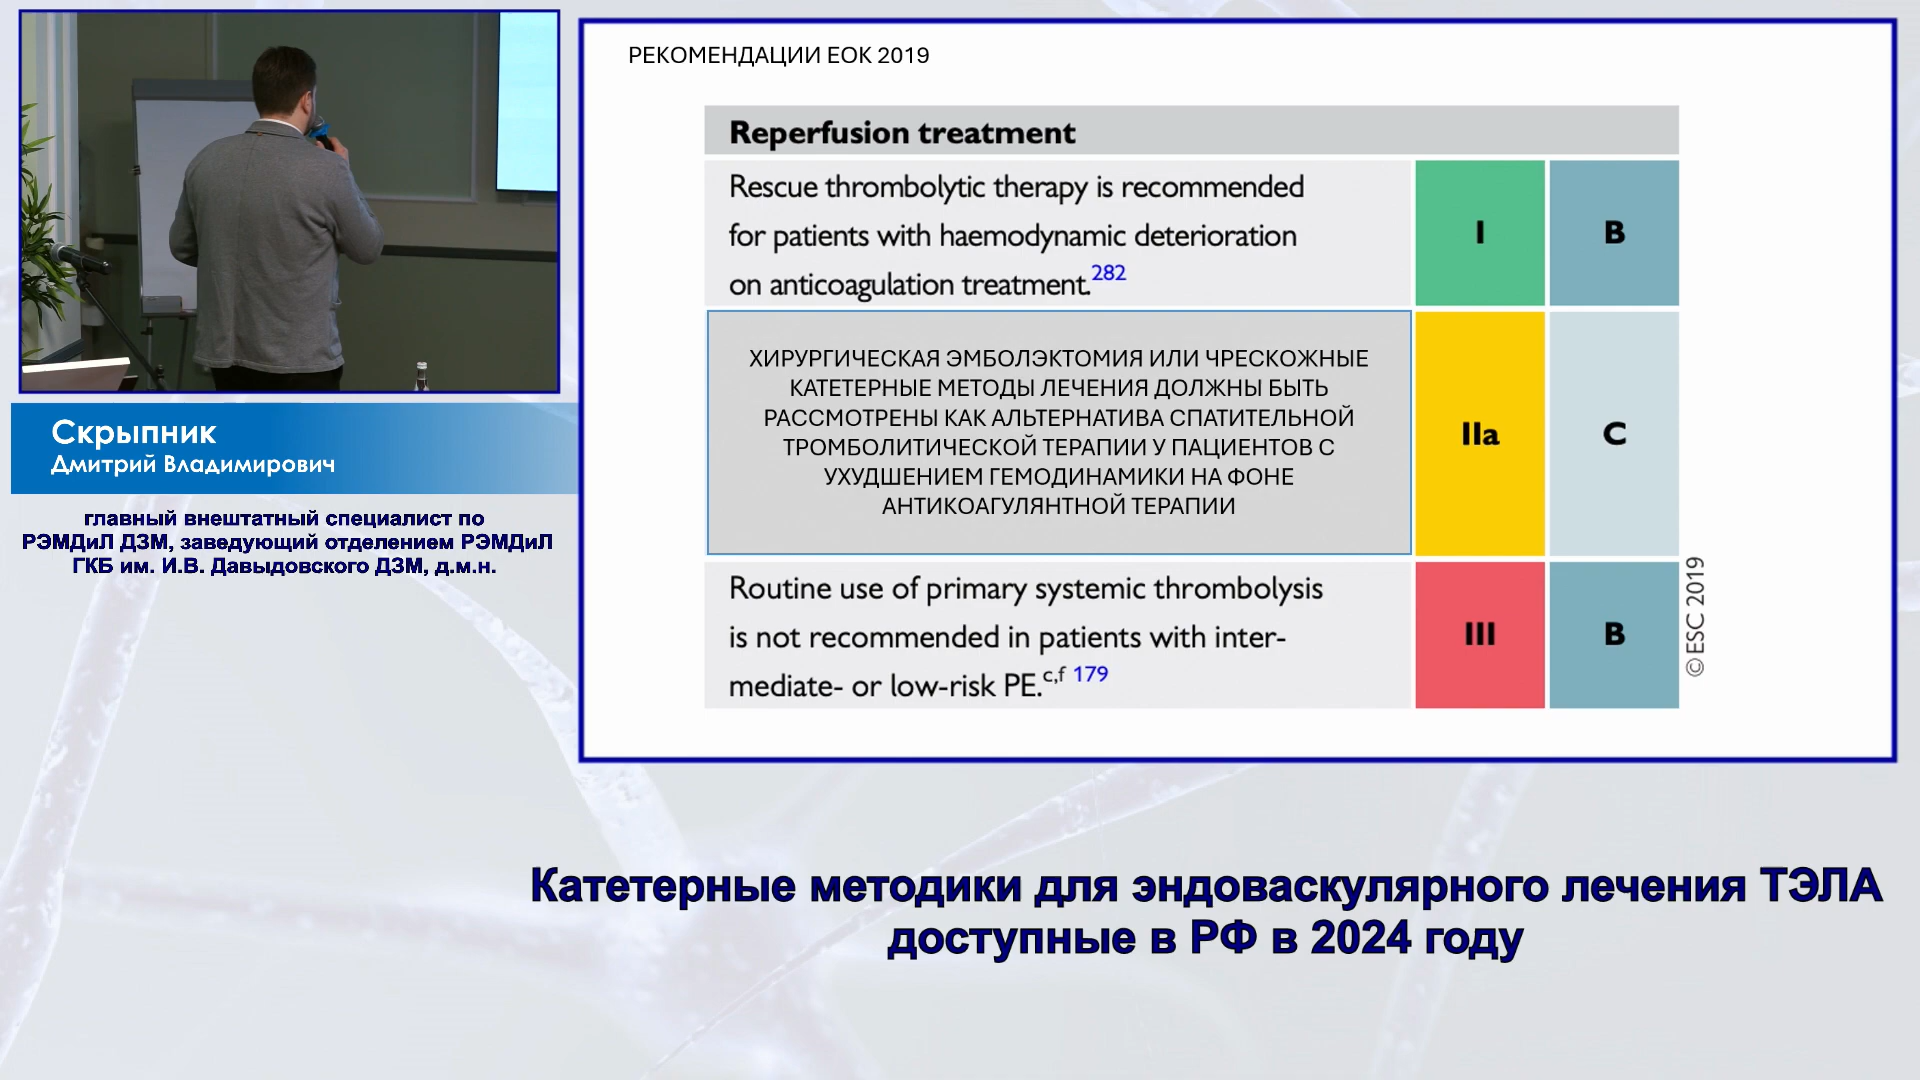 Скрыпник
Дмитрий Владимирович
главный внештатный специалист по
РЭМДиЛ ДЗМ, заведующий отделением РЭМДиЛ
ГКБ им. И.В. Давыдовского ДЗМ, д.м.н.
РЕКОМЕНДАЦИИ ЕОК 2019
Reperfusion treatment
Rescue thrombolytic therapy is recommended
for patients with haemodynamic deterioration
on anticoagulation treatment.282
I
B
ХИРУРГИЧЕСКАЯ ЭМБОЛЭКТОМИЯ ИЛИ ЧРЕСКОЖНЫЕ
КАТЕТЕРНЫЕ МЕТОДЫ ЛЕЧЕНИЯ ДОЛЖНЫ БЫТЬ
РАССМОТРЕНЫ КАК АЛЬТЕРНАТИВА СПАТИТЕЛЬНОЙ
ТРОМБОЛИТИЧЕСКОЙ ТЕРАПИИ У ПАЦИЕНТОВ С
УХУДШЕНИЕМ ГЕМОДИНАМИКИ НА ФОНЕ
АНТИКОАГУЛЯНТНОЙ ТЕРАПИИ
IIa
C
Routine use of primary systemic thrombolysis
is not recommended in patients with inter-
mediate- or low-risk PE.c,f 179
III
B
©ESC 2019
Катетерные методики для эндоваскулярного лечения ТЭЛА
доступные в РФ в 2024 году